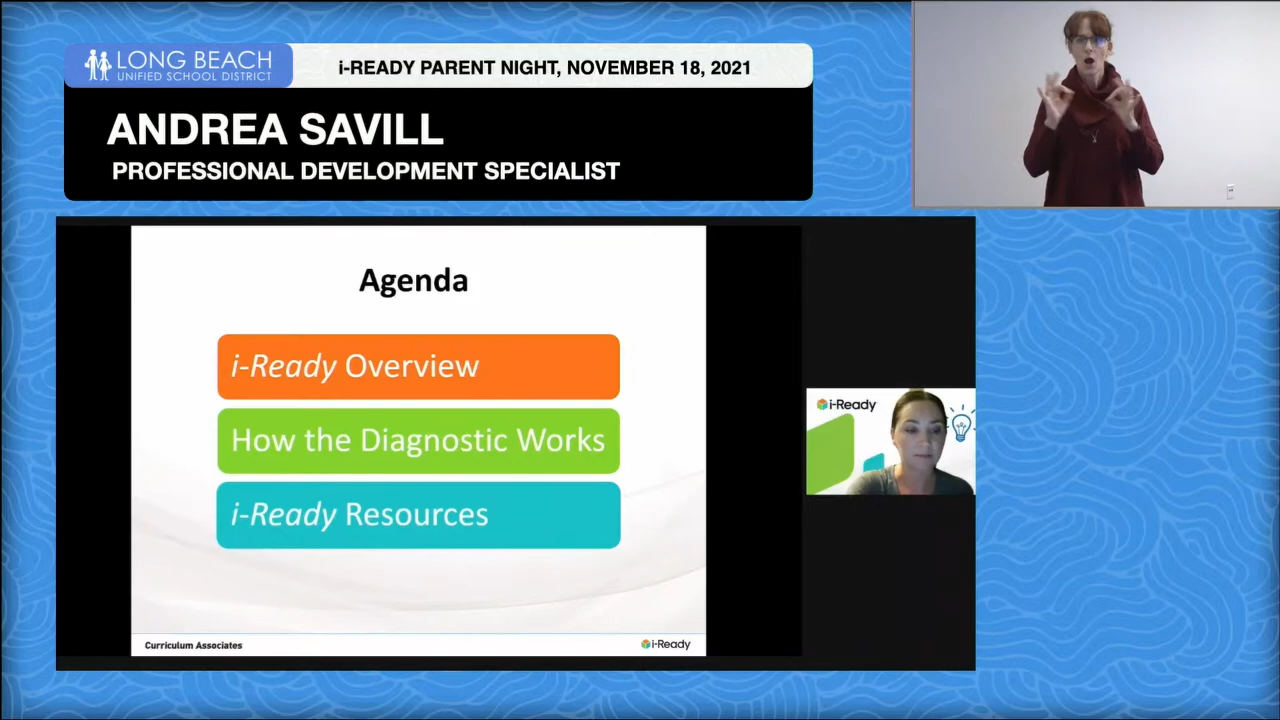 LONG BEACH
UNIFIED SCHOOL DISTRICT
i-READY PARENT NIGHT, NOVEMBER 18, 2021
ANDREA SAVILL
PROFESSIONAL DEVELOPMENT SPECIALIST
Agenda
i-Ready Overview
How the Diagnostic Works
i-Ready Resources
Curriculum Associates
i-Ready
i-Ready